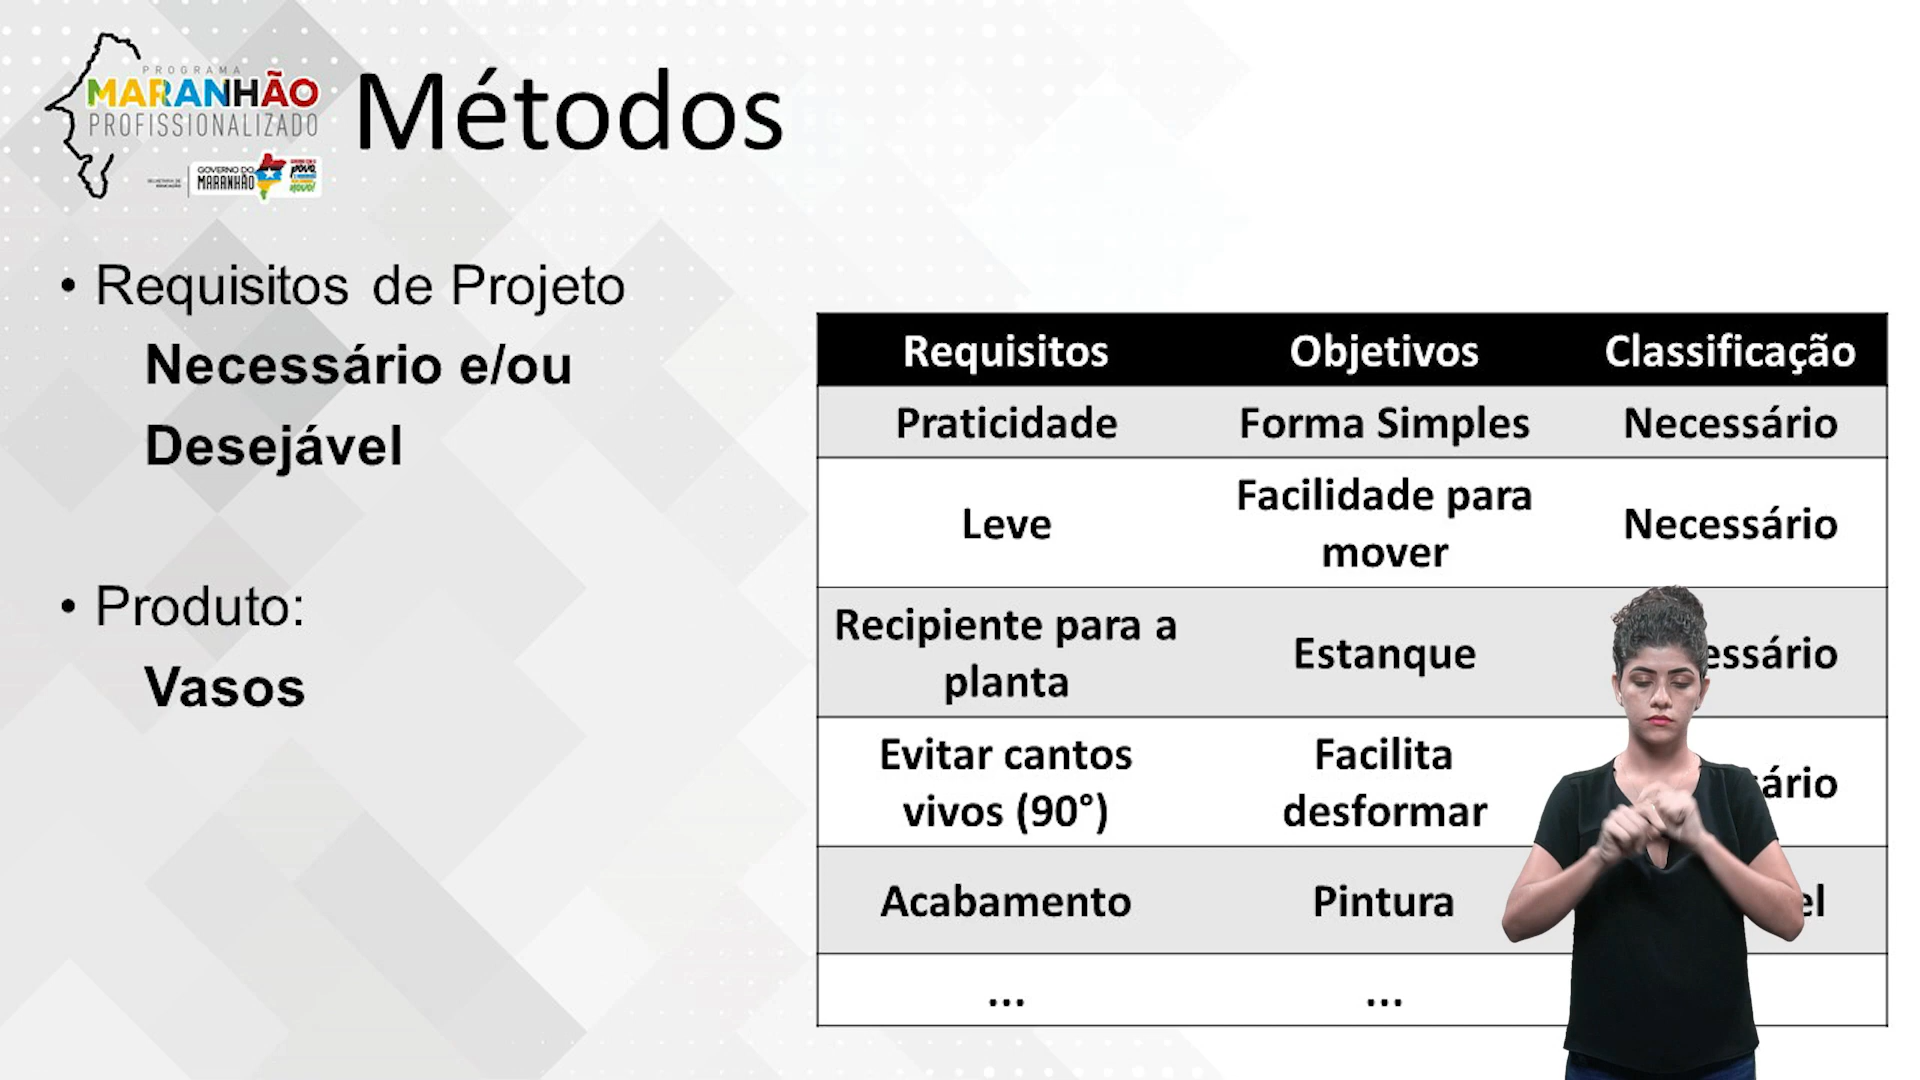 PROGRAMA
MARANHÃO
PROFISSIONALIZADO
GOVERNO DO
MARANHÃO
Métodos
• Requisitos de Projeto
Necessário e/ou
Desejável
• Produto:
Vasos
Requisitos Objetivos Classificação
Praticidade Forma Simples Necessário
Leve Facilidade para mover Necessário
Recipiente para a
planta
Estanque
essário
Evitar cantos
vivos (90°)
Facilita
desformar
ário
Acabamento Pintura el
... ...